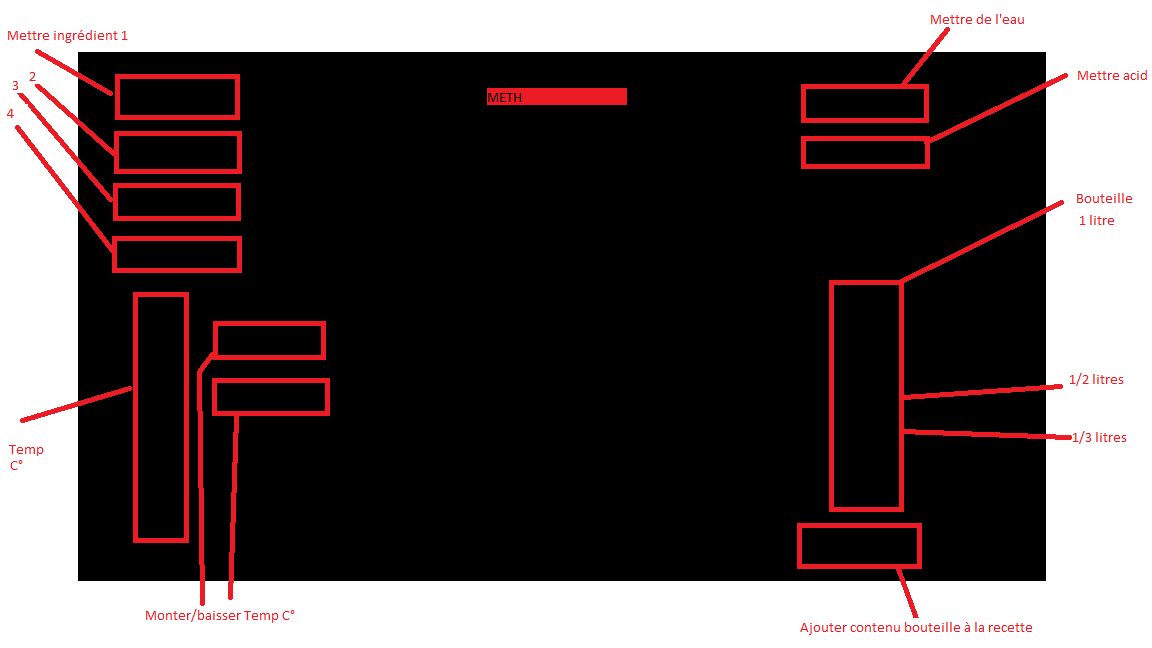 Mettre de l'eau
Mettre ingrédient 1
2
Mettre acid
3
METH
4
Bouteille
1 litre
1/2 litres
1/3 litres
Temp
C°
Monter/baisser Temp C°
Ajouter contenu bouteille à la recette